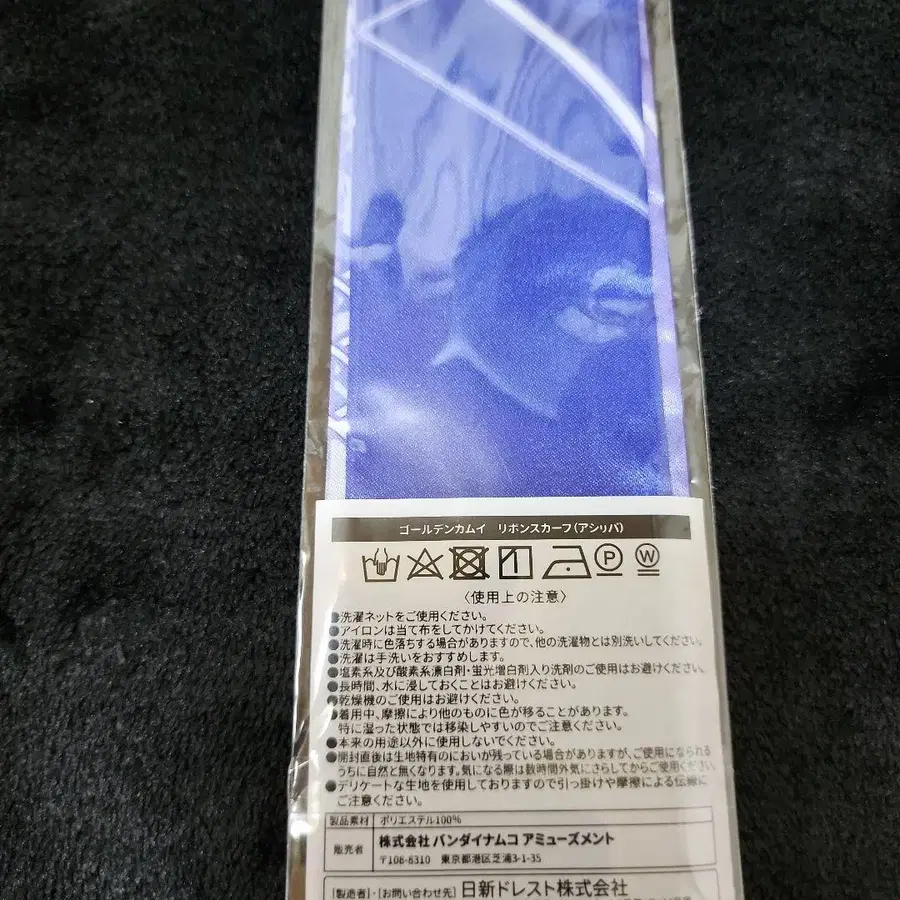 ゴールデンカムイ リボンスカーフ(アシㇼパ)
P W
〈使用上の注意〉
●洗濯ネットをご使用ください。
●アイロンは当て布をしてかけてください。
●洗濯時に色落ちする場合がありますので、他の洗濯物とは別洗いしてください。
●洗濯は手洗いをおすすめします。
●塩素系及び酸素系漂白剤・蛍光増白剤入り洗剤のご使用はお避けください。
●長時間、水に浸しておくことはお避けください。
●乾燥機のご使用はお避けください。
●着用中、摩擦により他のものに色が移ることがあります。
特に湿った状態では移染しやすいのでご注意ください。
●本来の用途以外に使用しないでください。
●開封直後は生地特有のにおいが残っている場合がありますが、ご使用になられる
うちに自然と無くなります。気になる際は数時間外気にさらしてからご使用ください。
●デリケートな生地を使用しておりますので引っ掛けや摩擦による伝線に
ご注意ください。
製品素材 ポリエステル100%
販売者 株式会社 バンダイナムコ アミューズメント
〒108-8310 東京都港区芝浦3-1-35
[製造者]・[お問い合わせ先] 日新ドレスト株式会社